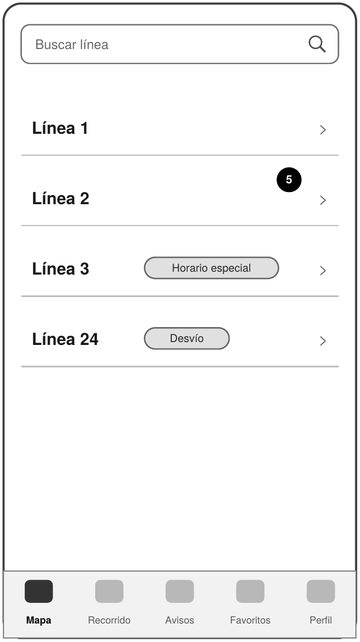 Buscar línea
Línea 1
5
Línea 2
Línea 3 Horario especial
Línea 24 Desvío
Mapa Recorrido Avisos Favoritos Perfil